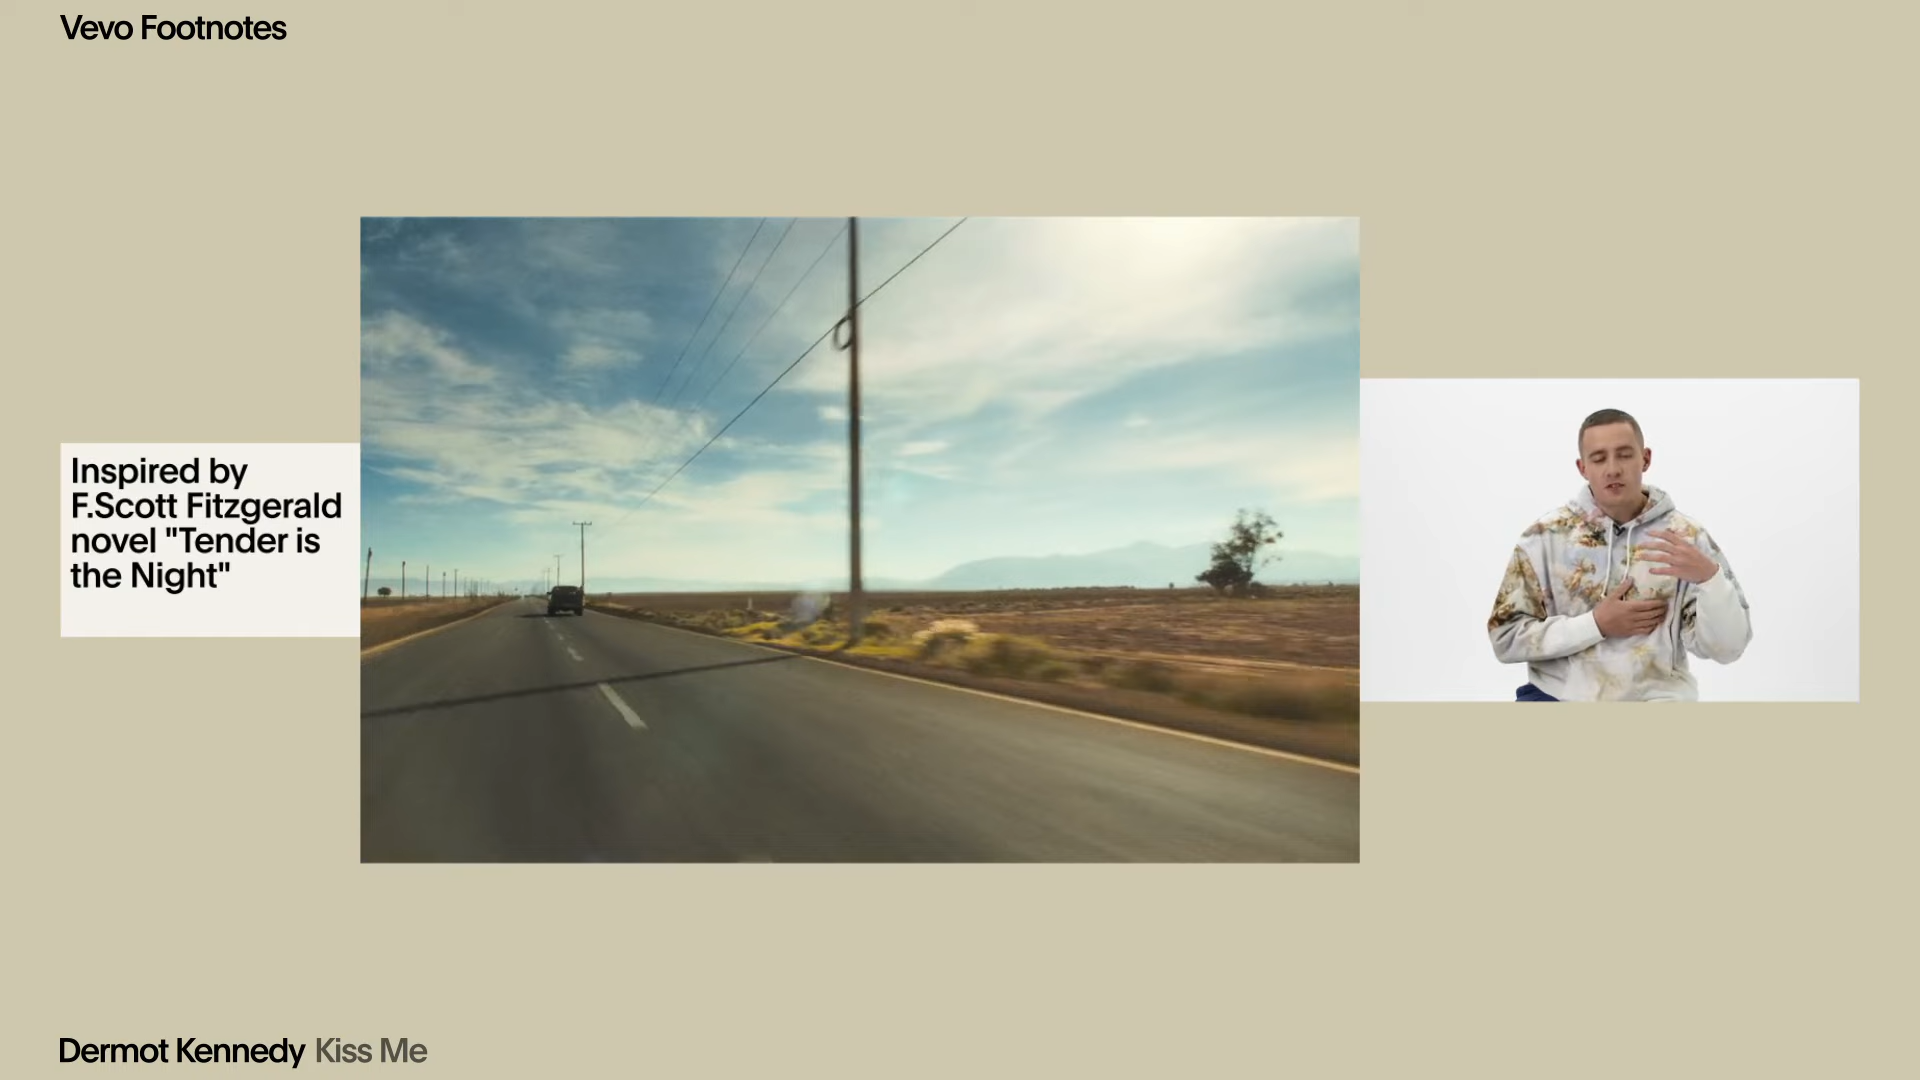 Vevo Footnotes
Inspired by
F.Scott Fitzgerald
novel "Tender is
the Night"
Dermot Kennedy Kiss Me